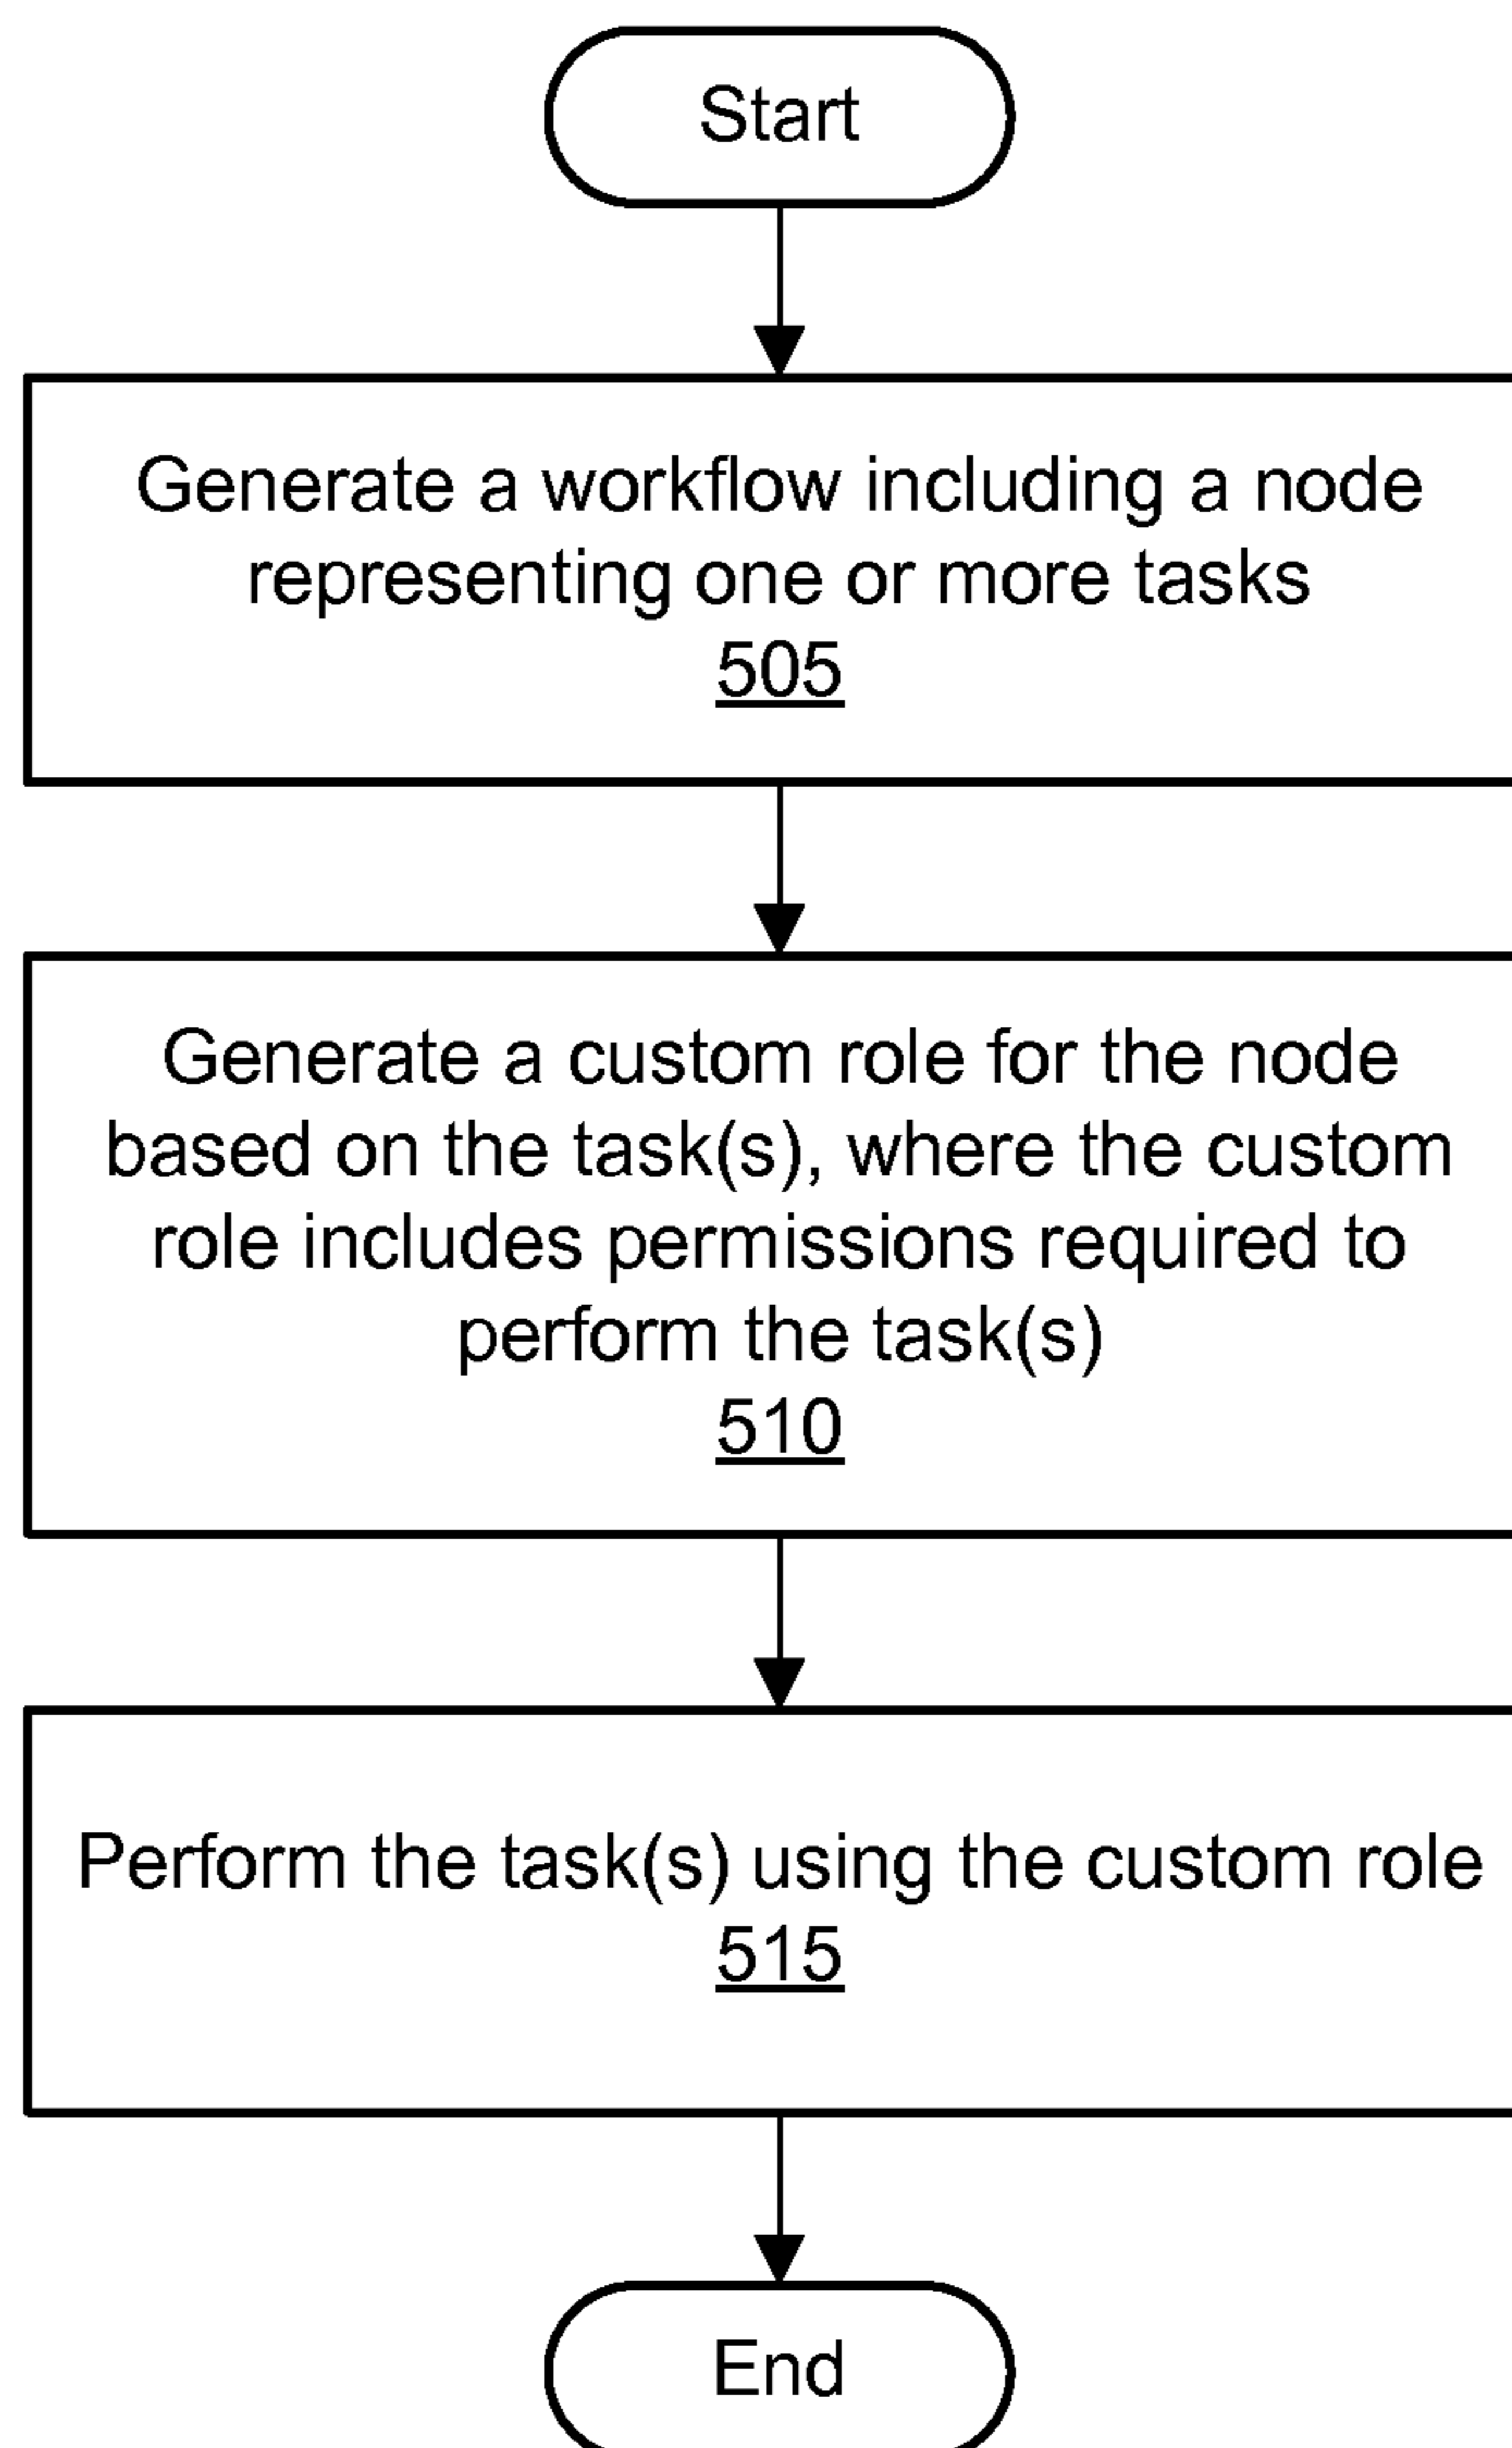 Start
Generate a workflow including a node
representing one or more tasks
505
Generate a custom role for the node
based on the task(s), where the custom
role includes permissions required to
perform the task(s)
510
Perform the task(s) using the custom role
515
End